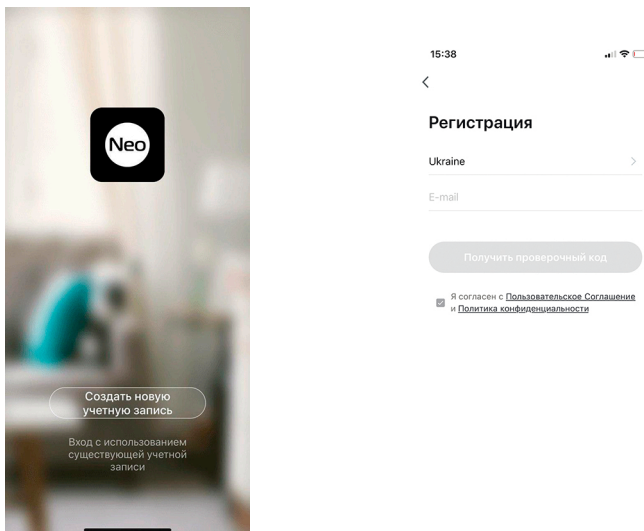 Neo
Создать новую
учетную запись
Вход с использованием
существующей учетной
записи
15:38
Регистрация
Ukraine
E-mail
Получить проверочный код
Я согласен с Пользовательское Соглашение
и Политика конфиденциальности